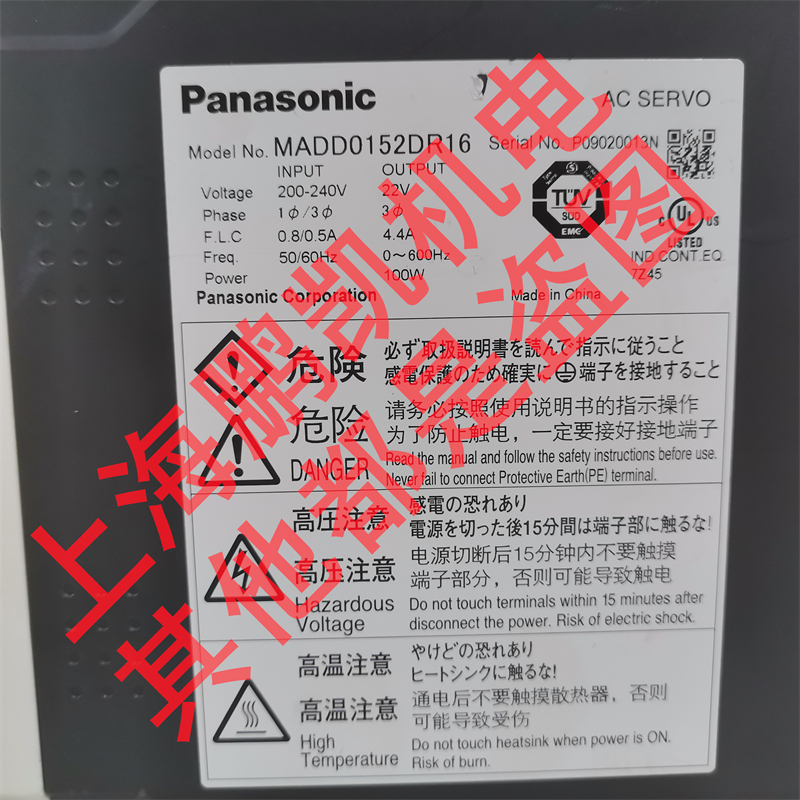 Panasonic AC SERVO
Model No. MADD0152DR16 Serial No. P09020013N
INPUT OUTPUT
Voltage 200-240V 22V
Phase 1ϕ/3ϕ 3ϕ
F.L.C 0.8/0.5A 4.4A
Freq. 50/60Hz 0~600Hz
Power 100W
Panasonic Corporation Made in China
TÜV
SÜD
EMC
C UL US
LISTED
IND.CONT.EQ.
7Z45
危険 必ず取扱説明書を読んで指示に従うこと
感電保護のため確実に端子を接地すること
危险 请务必按照使用说明书的指示操作
为了防止触电，一定要接好接地端子
DANGER Read the manual and follow the safety instructions before use.
Never fail to connect Protective Earth(PE) terminal.
高圧注意 感電の恐れあり
電源を切った後15分間は端子部に触るな!
高压注意 电源切断后15分钟内不要触摸
端子部分，否则可能导致触电
Hazardous Do not touch terminals within 15 minutes after
Voltage disconnect the power. Risk of electric shock.
高温注意 やけどの恐れあり
ヒートシンクに触るな!
高温注意 通电后不要触摸散热器，否则
可能导致受伤
High Do not touch heatsink when power is ON.
Temperature Risk of burn.
上海鹏凯机电
其他都是盗图